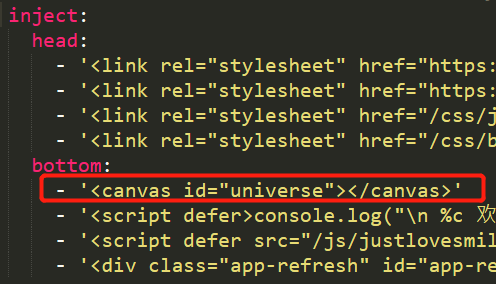 inject:
  head:
    - '<link rel="stylesheet" href="https:
    - '<link rel="stylesheet" href="https:
    - '<link rel="stylesheet" href="/css/j
    - '<link rel="stylesheet" href="/css/b
  bottom:
    - '<canvas id="universe"></canvas>'
    - '<script defer>console.log("\n %c 欢
    - '<script defer src="/js/justlovesmil
    - '<div class="app-refresh" id="app-re